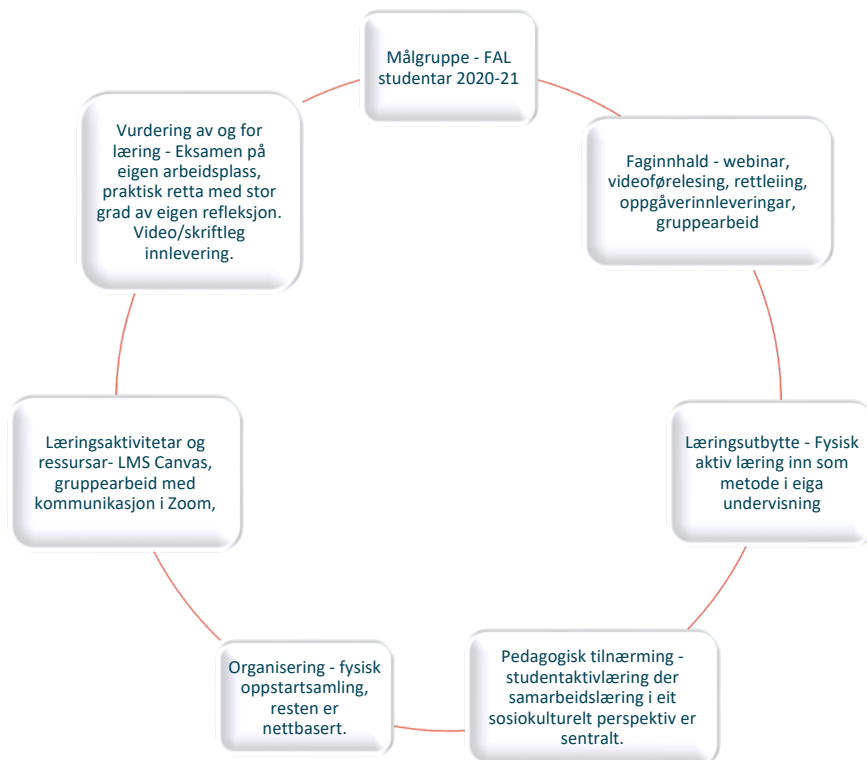 Målgruppe - FAL
studentar 2020-21
Faginnhald - webinar,
videoførelesing, rettleiing,
oppgåverinnleveringar,
gruppearbeid
Læringsutbytte - Fysisk
aktiv læring inn som
metode i eiga
undervisning
Pedagogisk tilnærming -
studentaktivlæring der
samarbeidslæring i eit
sosiokulturelt perspektiv er
sentralt.
Organisering - fysisk
oppstartsamling,
resten er
nettbasert.
Læringsaktivitetar og
ressursar- LMS Canvas,
gruppearbeid med
kommunikasjon i Zoom,
Vurdering av og for
læring - Eksamen på
eigen arbeidsplass,
praktisk retta med stor
grad av eigen refleksjon.
Video/skriftleg
innlevering.